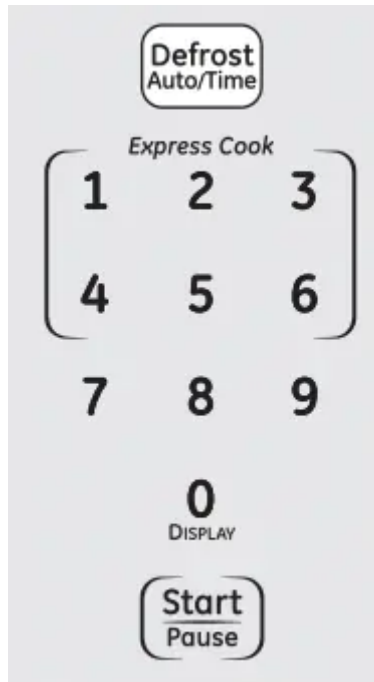 Defrost
Auto/Time
Express Cook
1 2 3
4 5 6
7 8 9
0
DISPLAY
Start
Pause